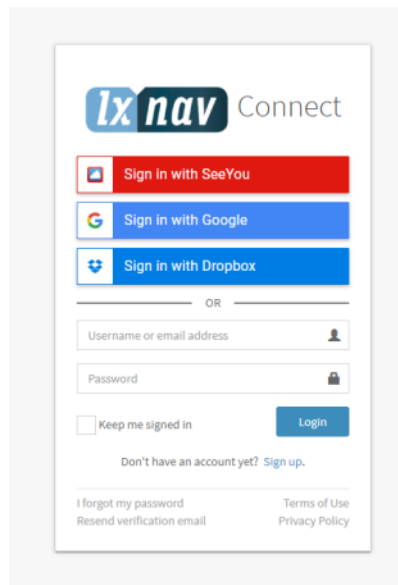 lx nav Connect
Sign in with SeeYou
Sign in with Google
Sign in with Dropbox
OR
Username or email address
Password
Keep me signed in
Login
Don't have an account yet? Sign up.
I forgot my password
Terms of Use
Resend verification email
Privacy Policy